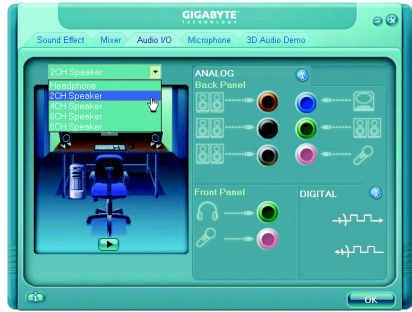 GIGABYTE
TECHNOLOGY
Sound Effect Mixer Audio I/O Microphone 3D Audio Demo
2CH Speaker
Headphone
2CH Speaker
4CH Speaker
6CH Speaker
8CH Speaker
ANALOG
Back Panel
Front Panel
DIGITAL
OK